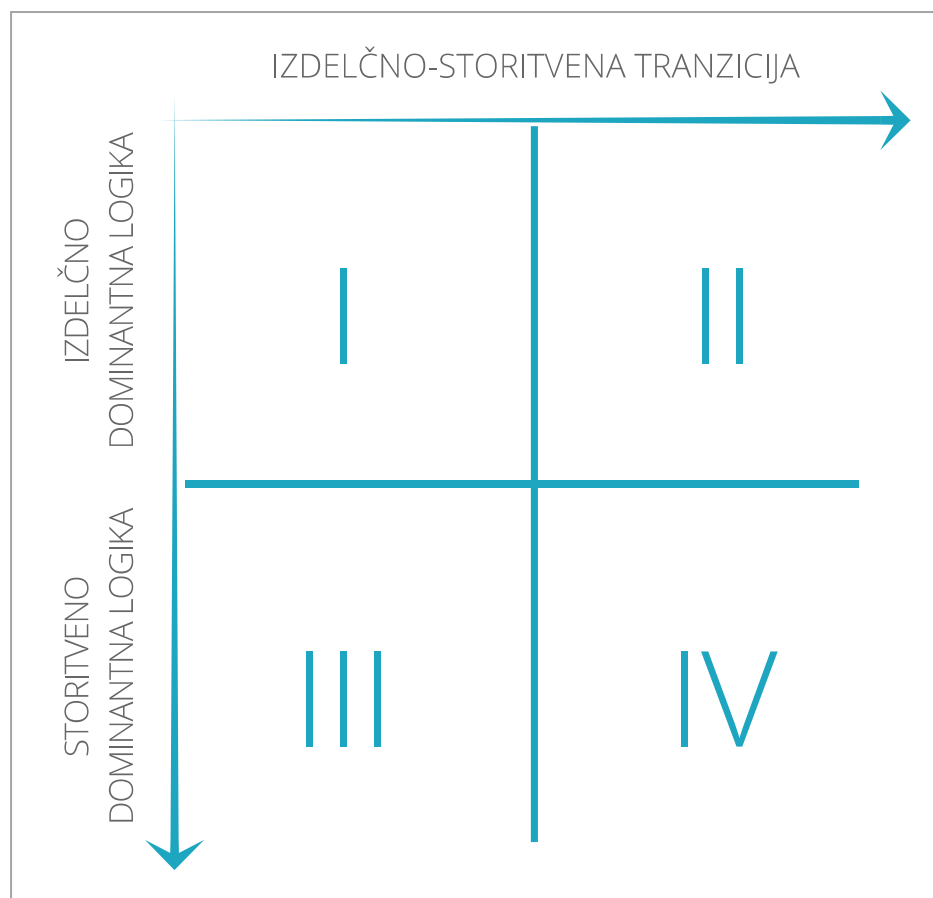 IZDELČNO-STORITVENA TRANZICIJA
IZDELČNO
DOMINANTNA LOGIKA
I
II
STORITVENO
DOMINANTNA LOGIKA
III
IV